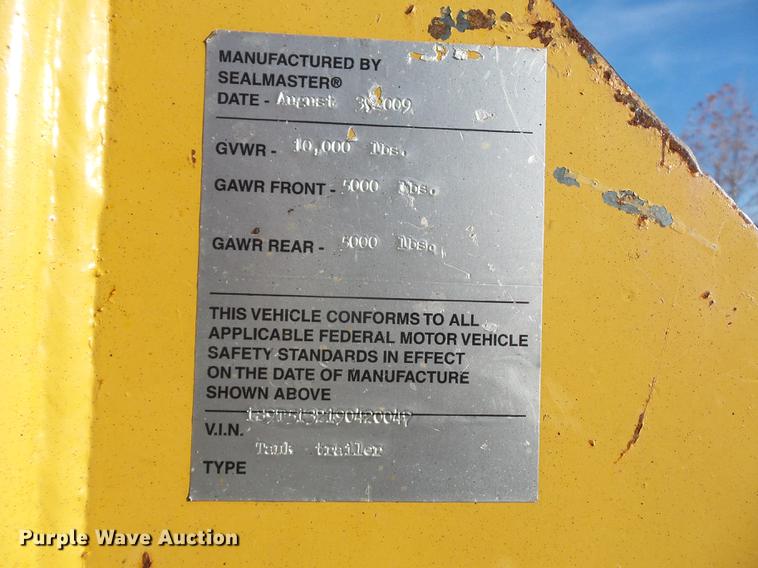 MANUFACTURED BY
SEALMASTER®
DATE - August 2009
GVWR - 10,000 lbs.
GAWR FRONT - 5000 lbs.
GAWR REAR - 5000 lbs.
THIS VEHICLE CONFORMS TO ALL
APPLICABLE FEDERAL MOTOR VEHICLE
SAFETY STANDARDS IN EFFECT
ON THE DATE OF MANUFACTURE
SHOWN ABOVE
V.I.N.
Tank trailer
TYPE
Purple Wave Auction